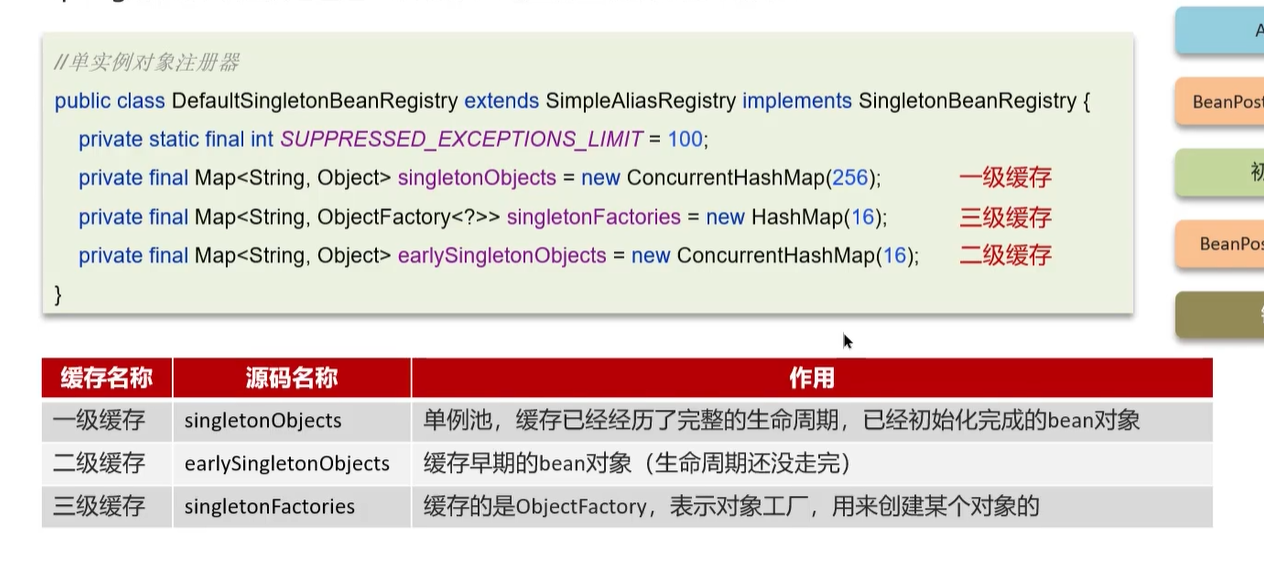 //单实例对象注册器
public class DefaultSingletonBeanRegistry extends SimpleAliasRegistry implements SingletonBeanRegistry {
private static final int SUPPRESSED_EXCEPTIONS_LIMIT = 100;
private final Map<String, Object> singletonObjects = new ConcurrentHashMap(256); 一级缓存
private final Map<String, ObjectFactory<?>> singletonFactories = new HashMap(16); 三级缓存
private final Map<String, Object> earlySingletonObjects = new ConcurrentHashMap(16); 二级缓存
}
A
BeanPost
初
BeanPos
缓存名称 源码名称 作用
一级缓存 singletonObjects 单例池，缓存已经经历了完整的生命周期，已经初始化完成的bean对象
二级缓存 earlySingletonObjects 缓存早期的bean对象（生命周期还没走完）
三级缓存 singletonFactories 缓存的是ObjectFactory，表示对象工厂，用来创建某个对象的